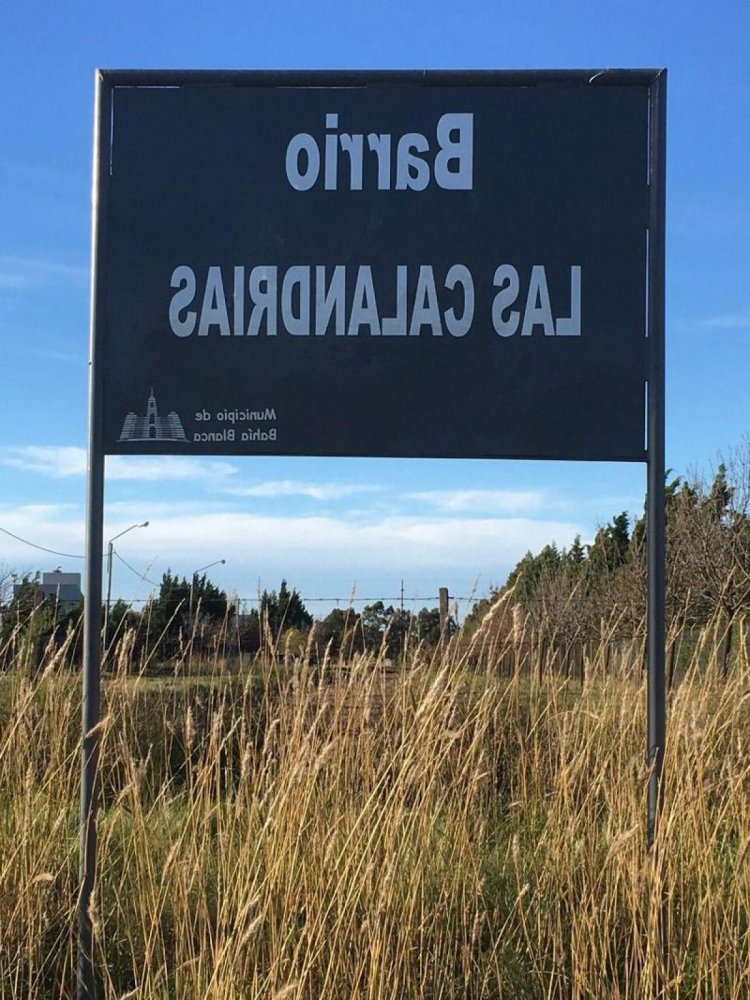 Barrio
LAS CALANDRIAS
Municipio de
Bahía Blanca